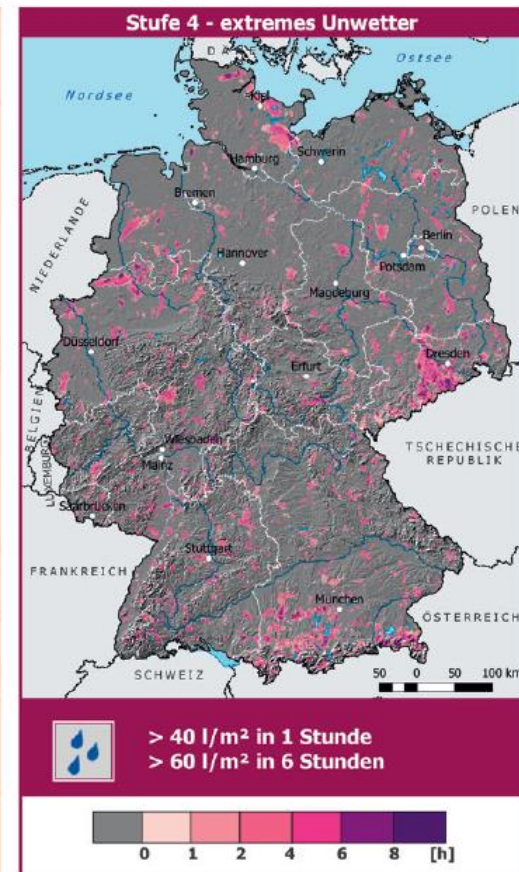 Stufe 4 - extremes Unwetter
D Ä
Ostsee
Nordsee
Kiel
Schwerin
Hamburg
Bremen
POLEN
NIEDERLANDE
Berlin
Hannover
Potsdam
Magdeburg
Düsseldorf
Dresden
Erfurt
BELGIEN
TSCHECHISCHE
REPUBLIK
Wiesbaden
LUXEMBURG
Mainz
Saarbrücken
FRANKREICH
Stuttgart
München
ÖSTERREICH
SCHWEIZ
50 0 50 100 km
> 40 l/m² in 1 Stunde
> 60 l/m² in 6 Stunden
0 1 2 4 6 8 [h]